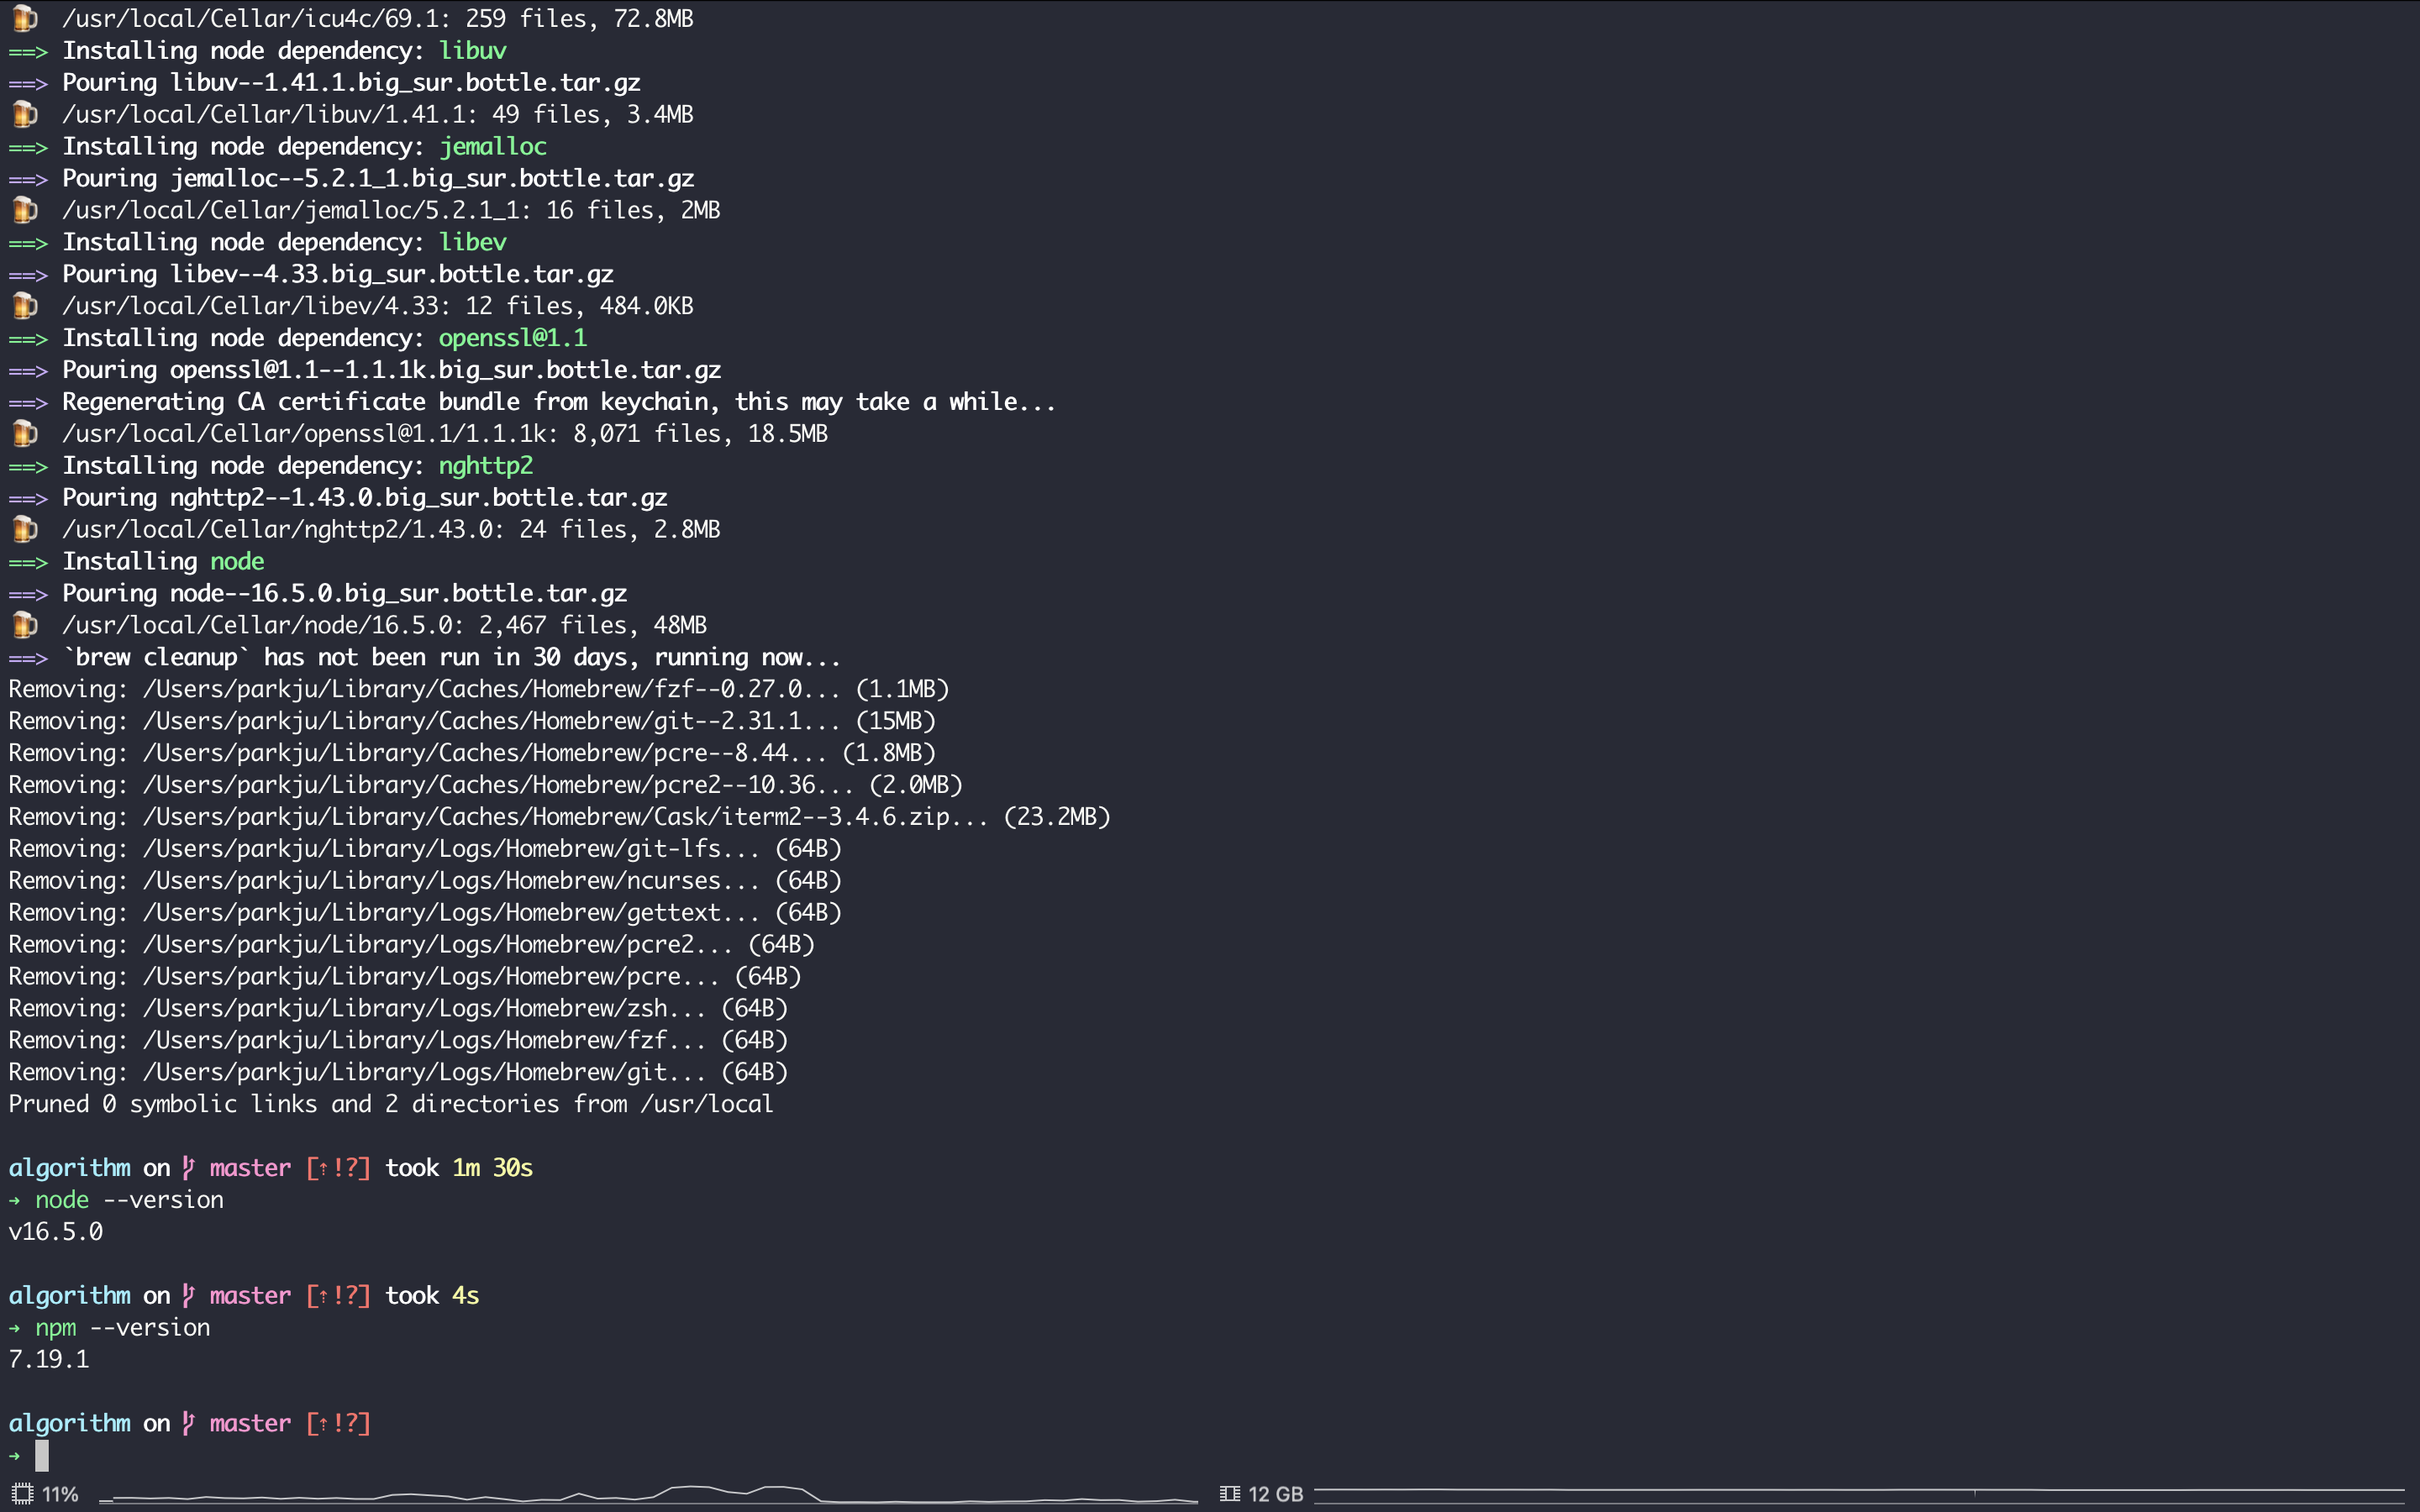 🍺  /usr/local/Cellar/icu4c/69.1: 259 files, 72.8MB
==> Installing node dependency: libuv
==> Pouring libuv--1.41.1.big_sur.bottle.tar.gz
🍺  /usr/local/Cellar/libuv/1.41.1: 49 files, 3.4MB
==> Installing node dependency: jemalloc
==> Pouring jemalloc--5.2.1_1.big_sur.bottle.tar.gz
🍺  /usr/local/Cellar/jemalloc/5.2.1_1: 16 files, 2MB
==> Installing node dependency: libev
==> Pouring libev--4.33.big_sur.bottle.tar.gz
🍺  /usr/local/Cellar/libev/4.33: 12 files, 484.0KB
==> Installing node dependency: openssl@1.1
==> Pouring openssl@1.1--1.1.1k.big_sur.bottle.tar.gz
==> Regenerating CA certificate bundle from keychain, this may take a while...
🍺  /usr/local/Cellar/openssl@1.1/1.1.1k: 8,071 files, 18.5MB
==> Installing node dependency: nghttp2
==> Pouring nghttp2--1.43.0.big_sur.bottle.tar.gz
🍺  /usr/local/Cellar/nghttp2/1.43.0: 24 files, 2.8MB
==> Installing node
==> Pouring node--16.5.0.big_sur.bottle.tar.gz
🍺  /usr/local/Cellar/node/16.5.0: 2,467 files, 48MB
==> `brew cleanup` has not been run in 30 days, running now...
Removing: /Users/parkju/Library/Caches/Homebrew/fzf--0.27.0... (1.1MB)
Removing: /Users/parkju/Library/Caches/Homebrew/git--2.31.1... (15MB)
Removing: /Users/parkju/Library/Caches/Homebrew/pcre--8.44... (1.8MB)
Removing: /Users/parkju/Library/Caches/Homebrew/pcre2--10.36... (2.0MB)
Removing: /Users/parkju/Library/Caches/Homebrew/Cask/iterm2--3.4.6.zip... (23.2MB)
Removing: /Users/parkju/Library/Logs/Homebrew/git-lfs... (64B)
Removing: /Users/parkju/Library/Logs/Homebrew/ncurses... (64B)
Removing: /Users/parkju/Library/Logs/Homebrew/gettext... (64B)
Removing: /Users/parkju/Library/Logs/Homebrew/pcre2... (64B)
Removing: /Users/parkju/Library/Logs/Homebrew/pcre... (64B)
Removing: /Users/parkju/Library/Logs/Homebrew/zsh... (64B)
Removing: /Users/parkju/Library/Logs/Homebrew/fzf... (64B)
Removing: /Users/parkju/Library/Logs/Homebrew/git... (64B)
Pruned 0 symbolic links and 2 directories from /usr/local
algorithm on  master [⇡!?] took 1m 30s
➜ node --version
v16.5.0
algorithm on  master [⇡!?] took 4s
➜ npm --version
7.19.1
algorithm on  master [⇡!?]
➜
11% 12 GB